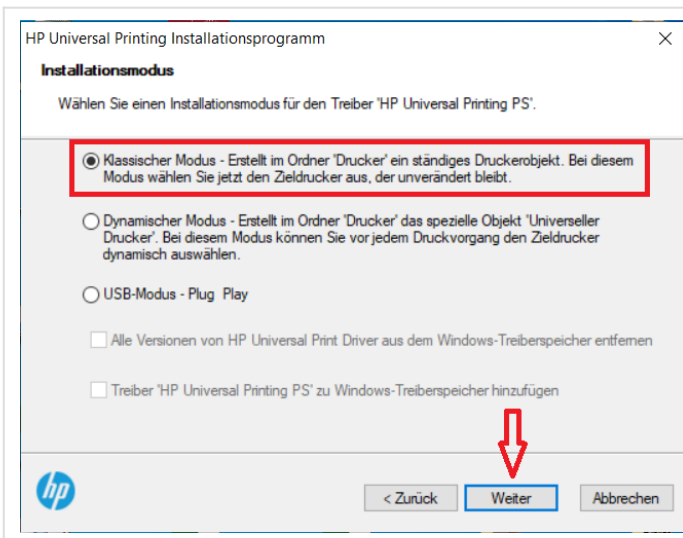 HP Universal Printing Installationsprogramm
Installationsmodus
Wählen Sie einen Installationsmodus für den Treiber 'HP Universal Printing PS'.
Klassischer Modus - Erstellt im Ordner 'Drucker' ein ständiges Druckerobjekt. Bei diesem
Modus wählen Sie jetzt den Zieldrucker aus, der unverändert bleibt.
Dynamischer Modus - Erstellt im Ordner 'Drucker' das spezielle Objekt 'Universeller
Drucker'. Bei diesem Modus können Sie vor jedem Druckvorgang den Zieldrucker
dynamisch auswählen.
USB-Modus - Plug Play
Alle Versionen von HP Universal Print Driver aus dem Windows-Treiberspeicher entfernen
Treiber 'HP Universal Printing PS' zu Windows-Treiberspeicher hinzufügen
hp
< Zurück Weiter Abbrechen